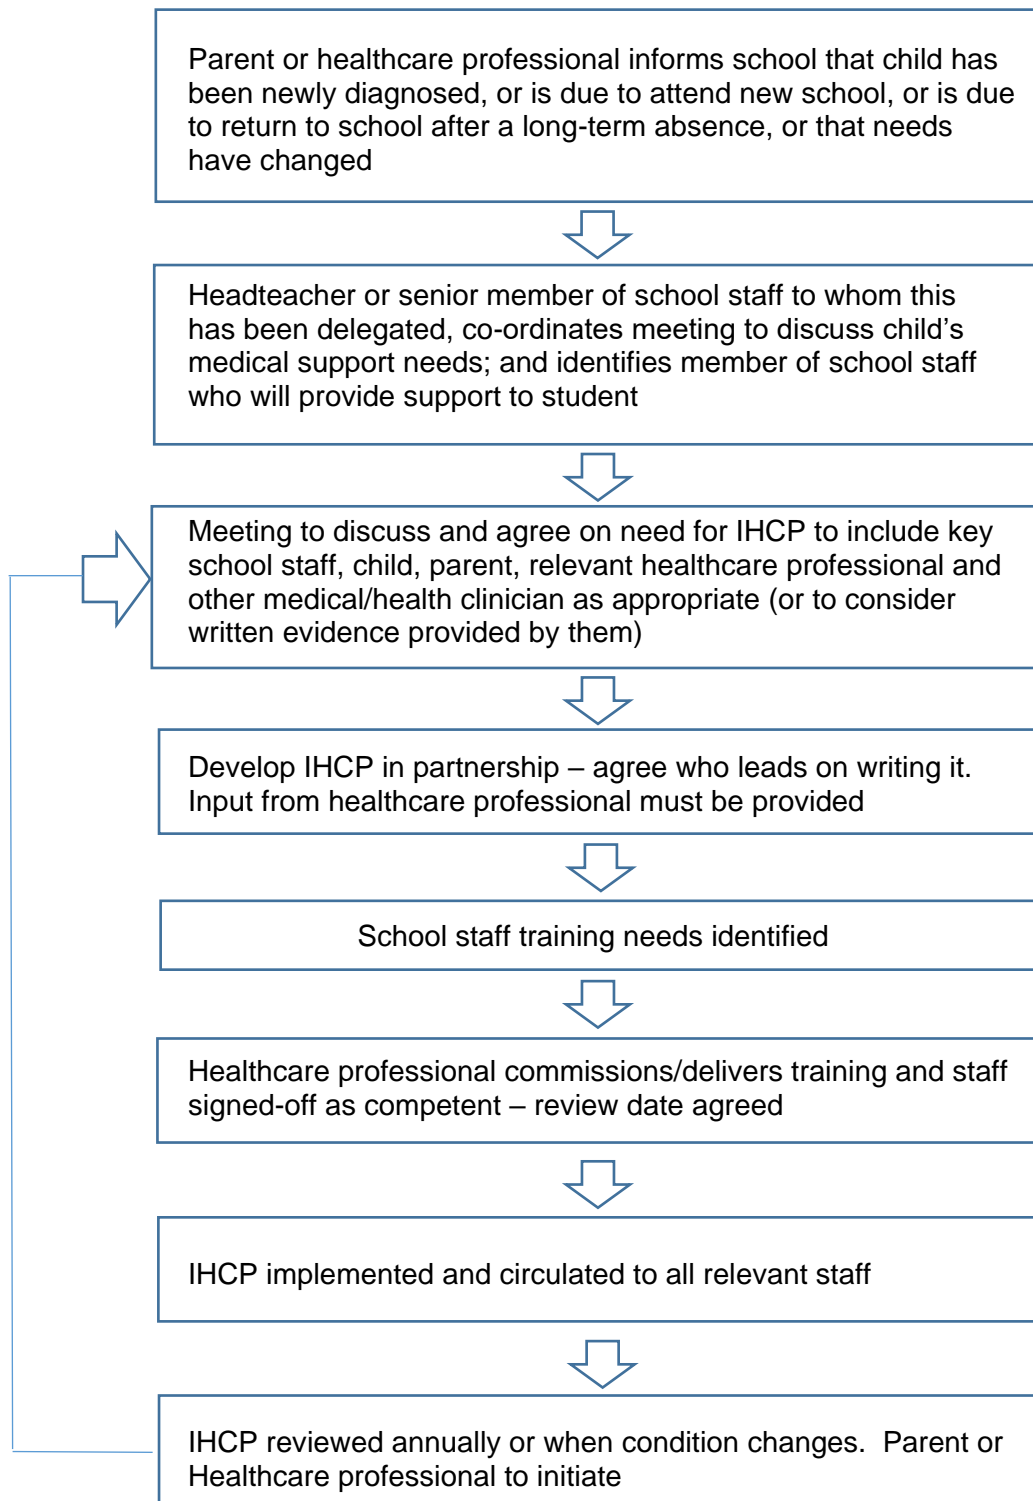 Parent or healthcare professional informs school that child has
been newly diagnosed, or is due to attend new school, or is due
to return to school after a long-term absence, or that needs
have changed
Headteacher or senior member of school staff to whom this
has been delegated, co-ordinates meeting to discuss child’s
medical support needs; and identifies member of school staff
who will provide support to student
Meeting to discuss and agree on need for IHCP to include key
school staff, child, parent, relevant healthcare professional and
other medical/health clinician as appropriate (or to consider
written evidence provided by them)
Develop IHCP in partnership – agree who leads on writing it.
Input from healthcare professional must be provided
School staff training needs identified
Healthcare professional commissions/delivers training and staff
signed-off as competent – review date agreed
IHCP implemented and circulated to all relevant staff
IHCP reviewed annually or when condition changes.  Parent or
Healthcare professional to initiate